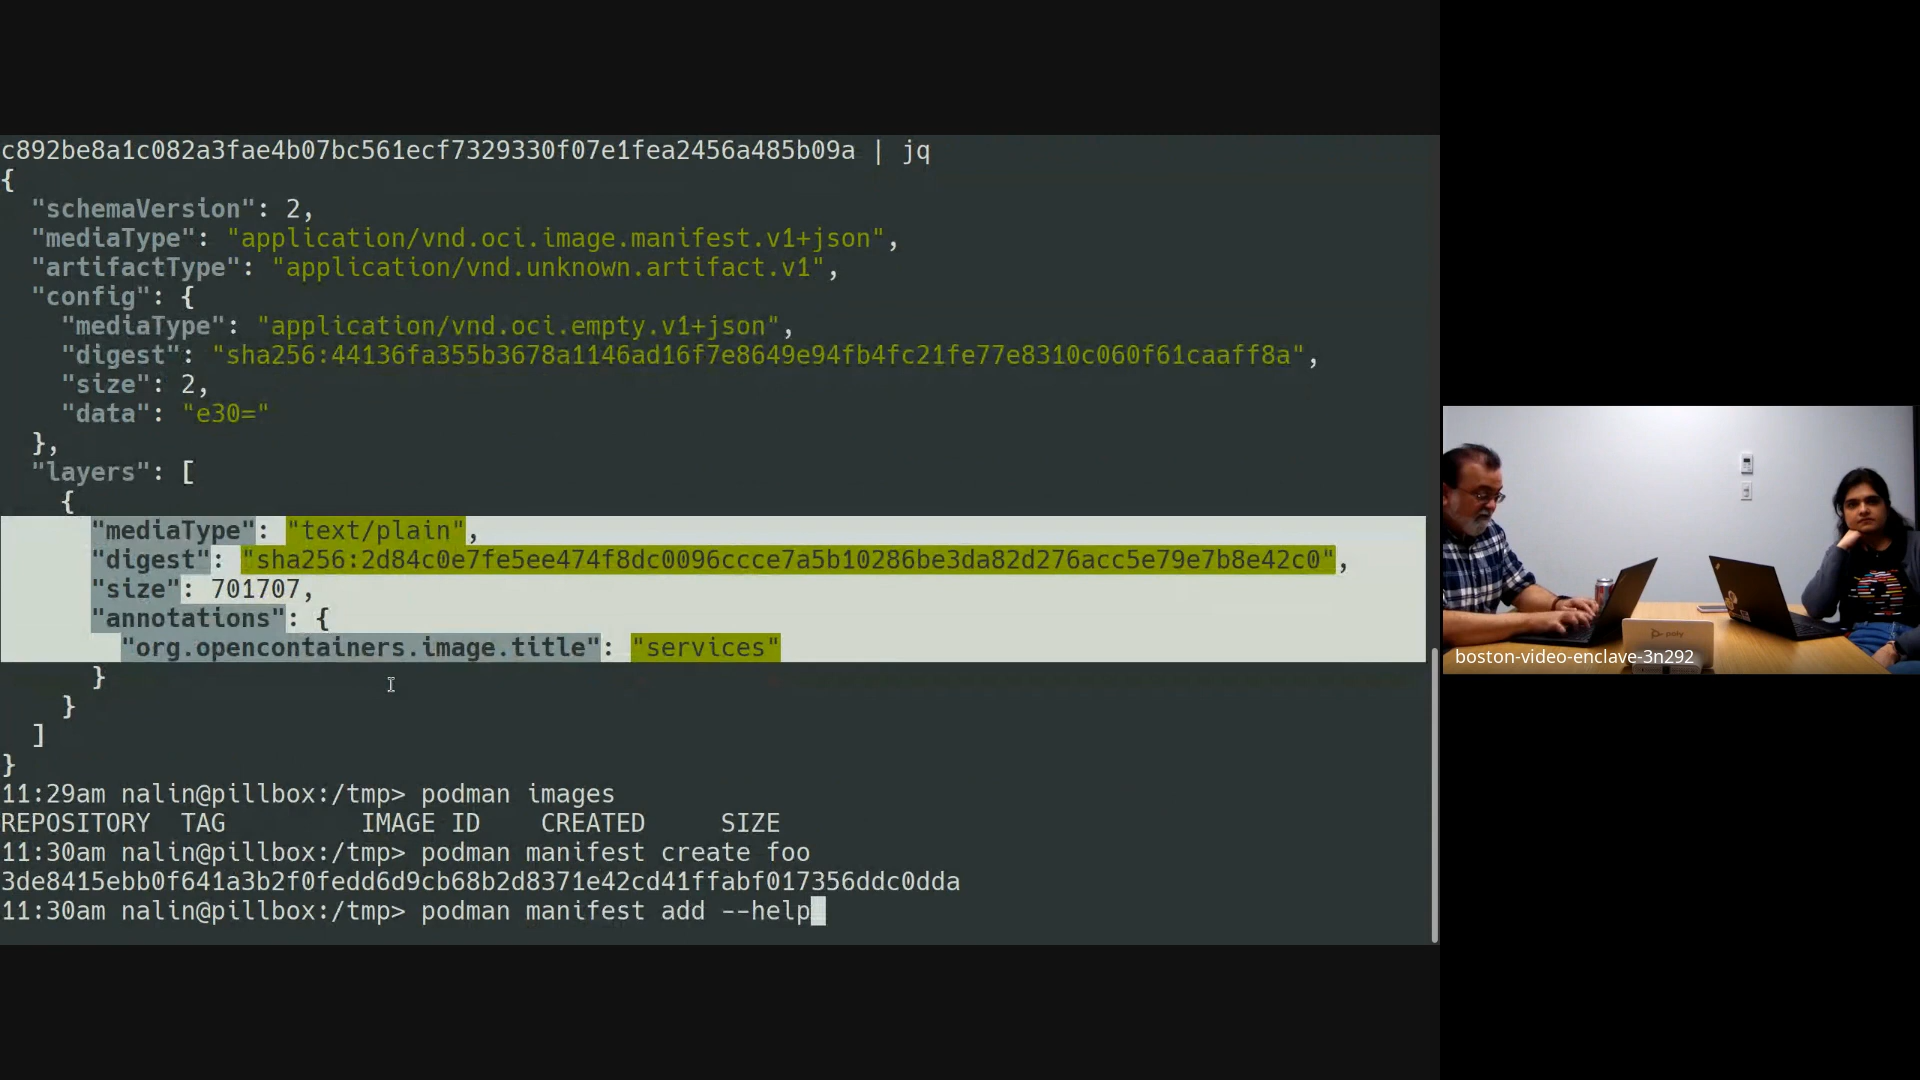 c892be8a1c082a3fae4b07bc561ecf7329330f07e1fea2456a485b09a | jq
{
  "schemaVersion": 2,
  "mediaType": "application/vnd.oci.image.manifest.v1+json",
  "artifactType": "application/vnd.unknown.artifact.v1",
  "config": {
    "mediaType": "application/vnd.oci.empty.v1+json",
    "digest": "sha256:44136fa355b3678a1146ad16f7e8649e94fb4fc21fe77e8310c060f61caaff8a",
    "size": 2,
    "data": "e30="
  },
  "layers": [
    {
      "mediaType": "text/plain",
      "digest": "sha256:2d84c0e7fe5ee474f8dc0096ccce7a5b10286be3da82d276acc5e79e7b8e42c0",
      "size": 701707,
      "annotations": {
        "org.opencontainers.image.title": "services"
      }
    }
  ]
}
11:29am nalin@pillbox:/tmp> podman images
REPOSITORY  TAG         IMAGE ID    CREATED     SIZE
11:30am nalin@pillbox:/tmp> podman manifest create foo
3de8415ebb0f641a3b2f0fedd6d9cb68b2d8371e42cd41ffabf017356ddc0dda
11:30am nalin@pillbox:/tmp> podman manifest add --help
poly
boston-video-enclave-3n292